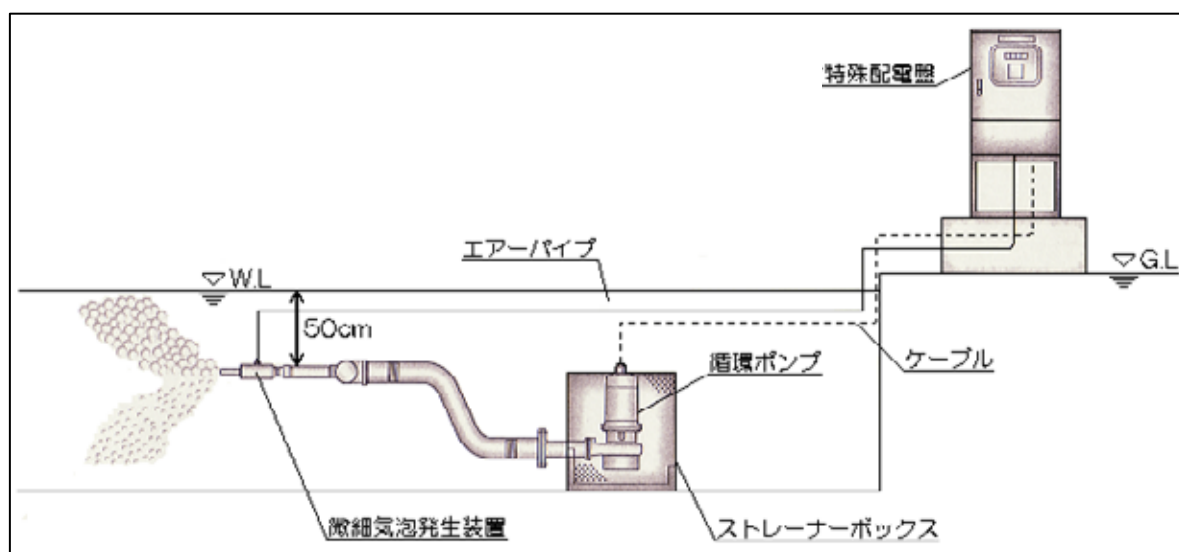 特殊配電盤
エアーパイプ
▽W.L
▽G.L
50cm
循環ポンプ
ケーブル
微細気泡発生装置
ストレーナーボックス